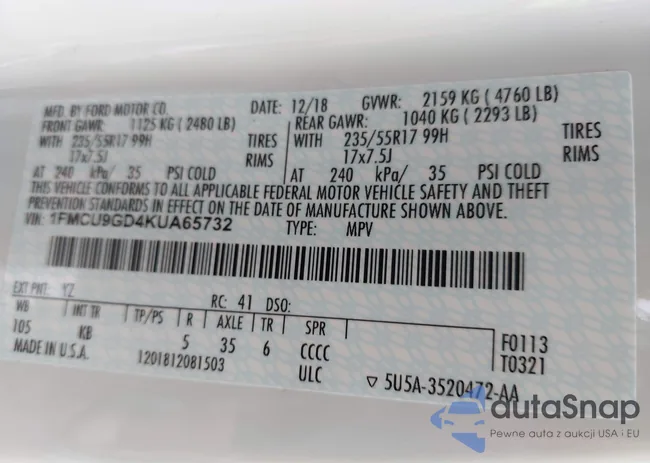 MFD. BY FORD MOTOR CO. DATE: 12/18 GVWR: 2159 KG ( 4760 LB)
FRONT GAWR: 1125 KG ( 2480 LB) REAR GAWR: 1040 KG ( 2293 LB)
WITH 235/55R17 99H TIRES WITH 235/55R17 99H TIRES
17x7.5J RIMS 17x7.5J RIMS
AT 240 kPa/ 35 PSI COLD AT 240 kPa/ 35 PSI COLD
THIS VEHICLE CONFORMS TO ALL APPLICABLE FEDERAL MOTOR VEHICLE SAFETY AND THEFT
PREVENTION STANDARDS IN EFFECT ON THE DATE OF MANUFACTURE SHOWN ABOVE.
VIN: 1FMCU9GD4KUA65732 TYPE: MPV
EXT PNT: YZ RC: 41 DSO:
WB INT TR TP/PS R AXLE TR SPR F0113
105 KB 5 35 6 CCCC T0321
MADE IN U.S.A. 1201812081503 ULC ▽ 5U5A-3520472-AA
autaSnap
Pewne auta z aukcji USA i EU